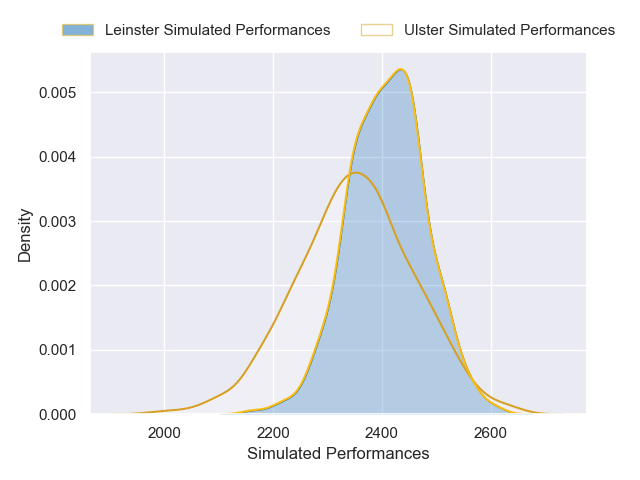 Leinster Simulated Performances Ulster Simulated Performances
0.005
0.004
0.003
0.002
0.001
0.000
Density
2000 2200 2400 2600
Simulated Performances